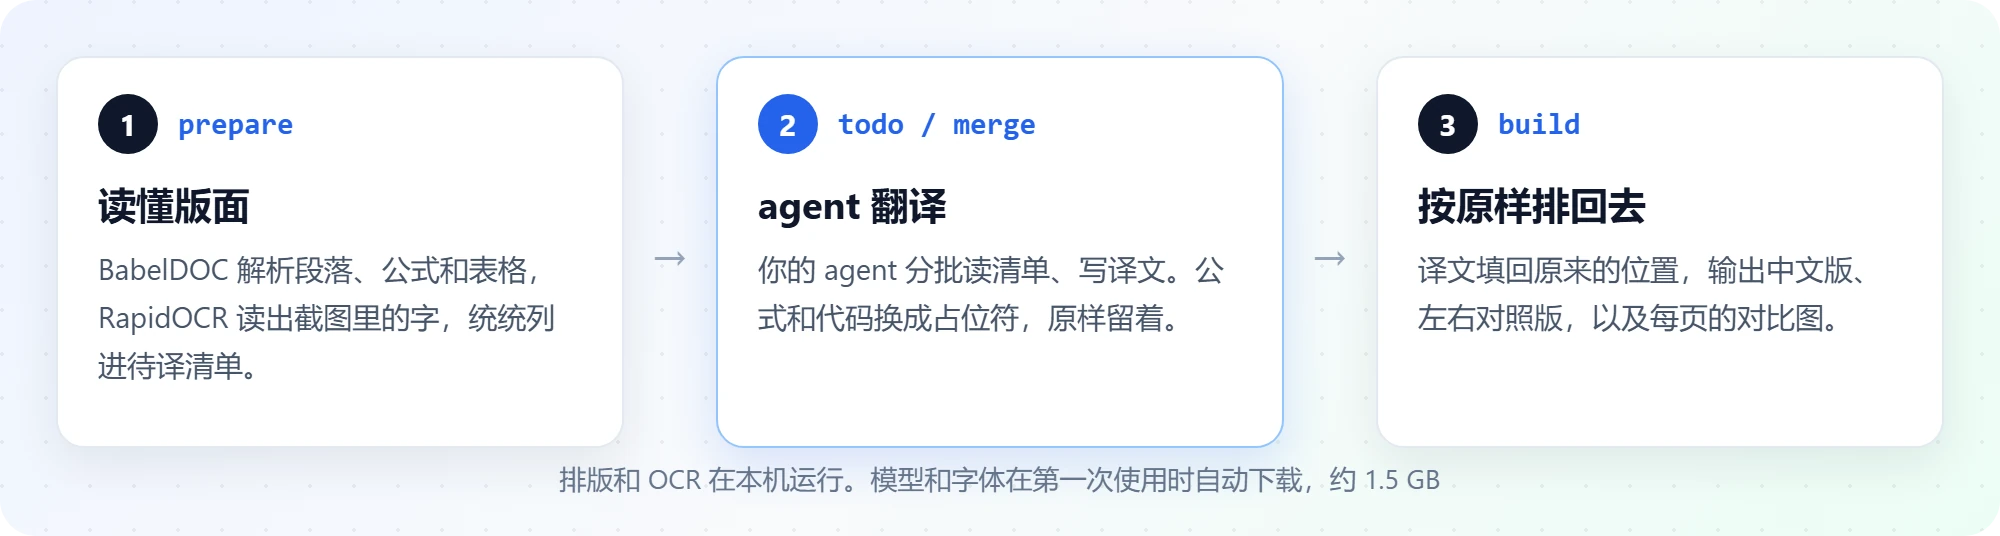 1 prepare
读懂版面
BabelDOC 解析段落、公式和表格，
RapidOCR 读出截图里的字，统统列
进待译清单。
→
2 todo / merge
agent 翻译
你的 agent 分批读清单、写译文。公
式和代码换成占位符，原样留着。
→
3 build
按原样排回去
译文填回原来的位置，输出中文版、
左右对照版，以及每页的对比图。
排版和 OCR 在本机运行。模型和字体在第一次使用时自动下载，约 1.5 GB